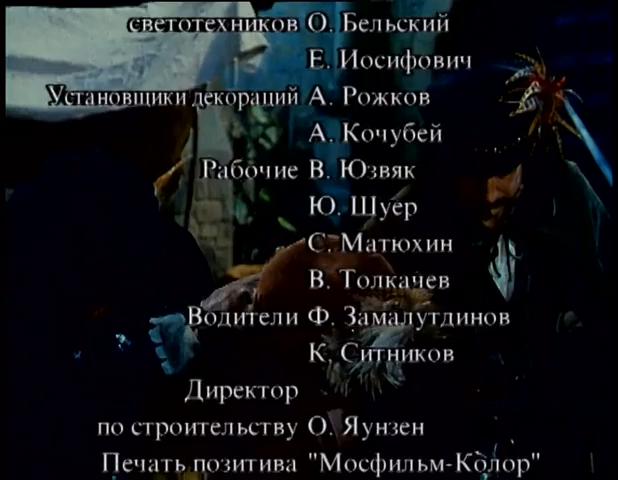 светотехников О. Бельский
Е. Иосифович
Установщики декораций А. Рожков
А. Кочубей
Рабочие В. Юзвяк
Ю. Шуер
С. Матюхин
В. Толкачев
Водители Ф. Замалутдинов
К. Ситников
Директор
по строительству О. Яунзен
Печать позитива "Мосфильм-Колор"